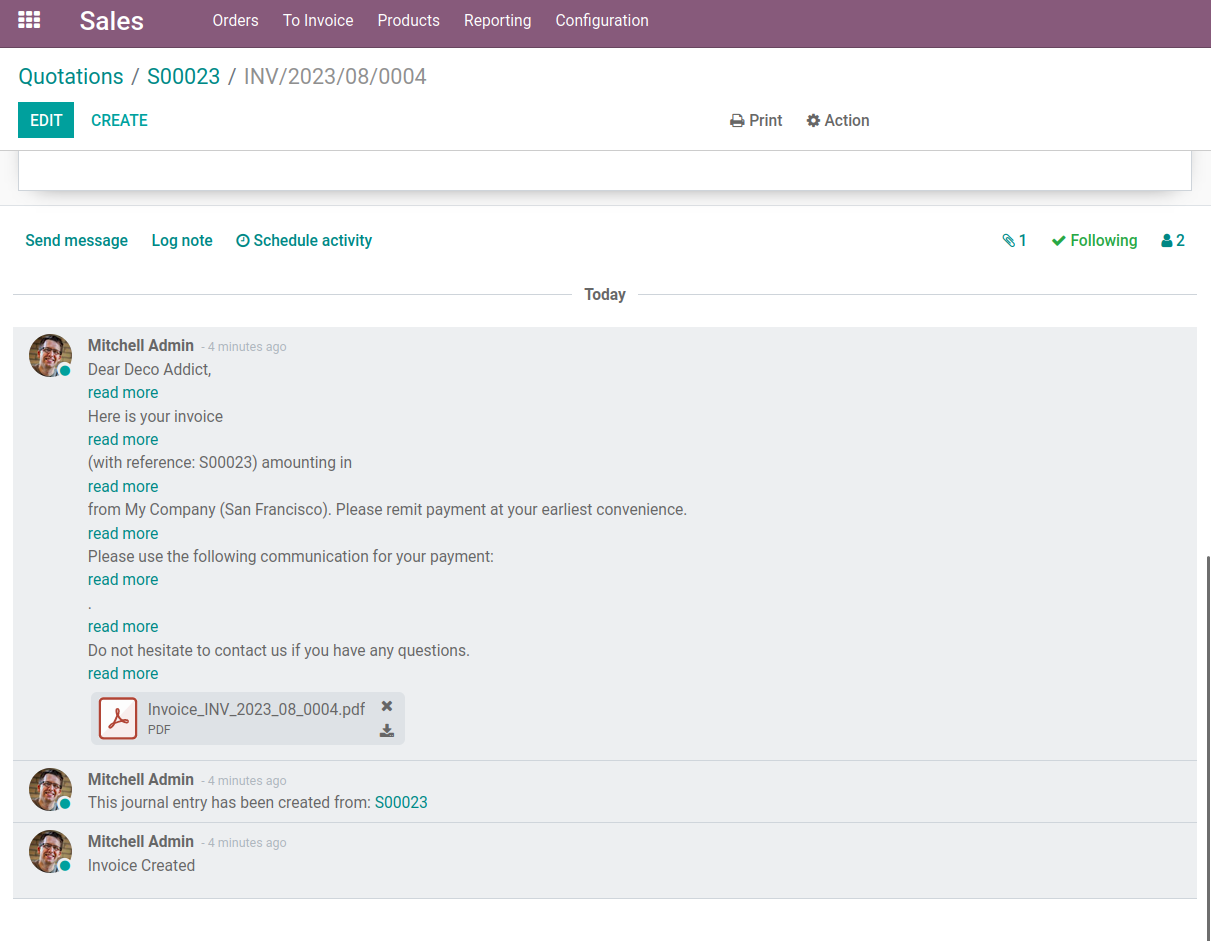 Sales Orders To Invoice Products Reporting Configuration
Quotations / S00023 / INV/2023/08/0004
EDIT CREATE Print Action
Send message Log note Schedule activity 1 Following 2
Today
Mitchell Admin - 4 minutes ago
Dear Deco Addict,
read more
Here is your invoice
read more
(with reference: S00023) amounting in
read more
from My Company (San Francisco). Please remit payment at your earliest convenience.
read more
Please use the following communication for your payment:
read more
.
read more
Do not hesitate to contact us if you have any questions.
read more
Invoice_INV_2023_08_0004.pdf
PDF
Mitchell Admin - 4 minutes ago
This journal entry has been created from: S00023
Mitchell Admin - 4 minutes ago
Invoice Created